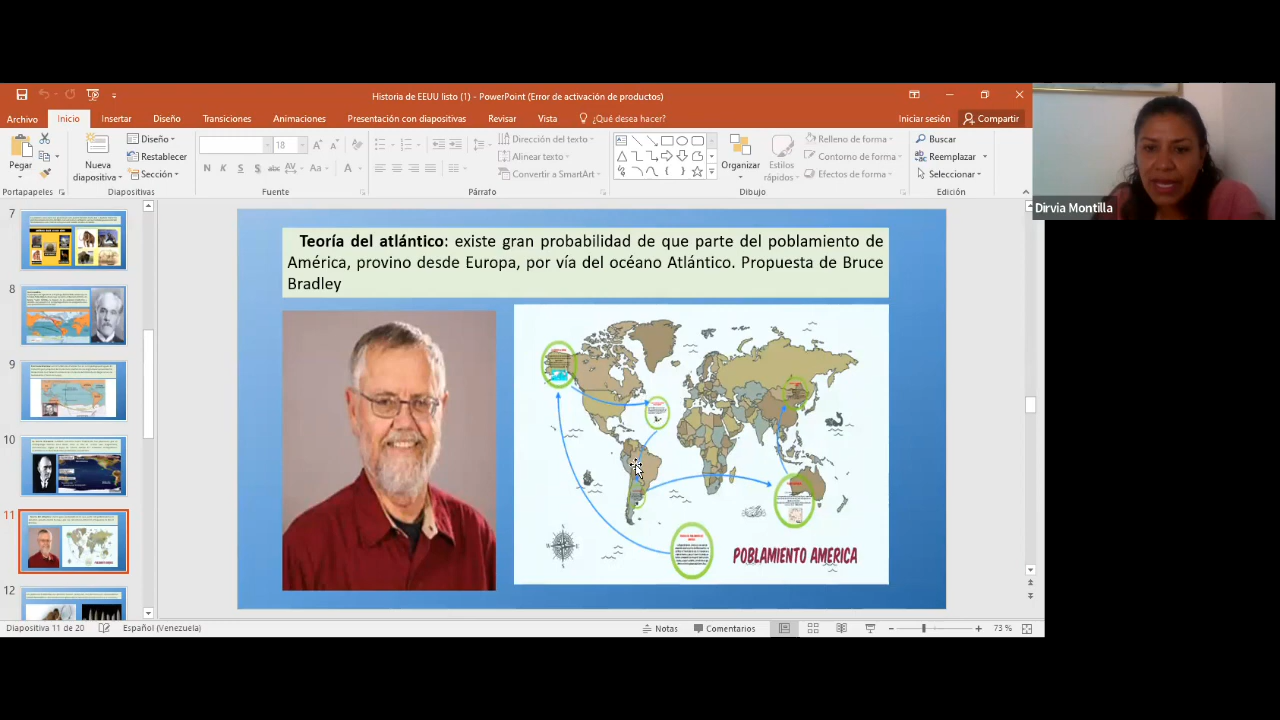 Historia de EEUU listo (1) - PowerPoint (Error de activación de productos)
Archivo Inicio Insertar Diseño Transiciones Animaciones Presentación con diapositivas Revisar Vista ¿Qué desea hacer? Iniciar sesión Compartir
Pegar
Nueva
diapositiva
Diseño
Restablecer
Sección
18
N K S S abc AV Aa A
Dirección del texto
Alinear texto
Convertir a SmartArt
Organizar
Estilos
rápidos
Relleno de forma
Contorno de forma
Efectos de forma
Buscar
Reemplazar
Seleccionar
Portapapeles Diapositivas Fuente Párrafo Dibujo Edición
Dirvia Montilla
7
8
9
10
11
12
Teoría del atlántico: existe gran probabilidad de que parte del poblamiento de
América, provino desde Europa, por vía del océano Atlántico. Propuesta de Bruce
Bradley
POBLAMIENTO AMERICA
Diapositiva 11 de 20 Español (Venezuela) Notas Comentarios 73 %